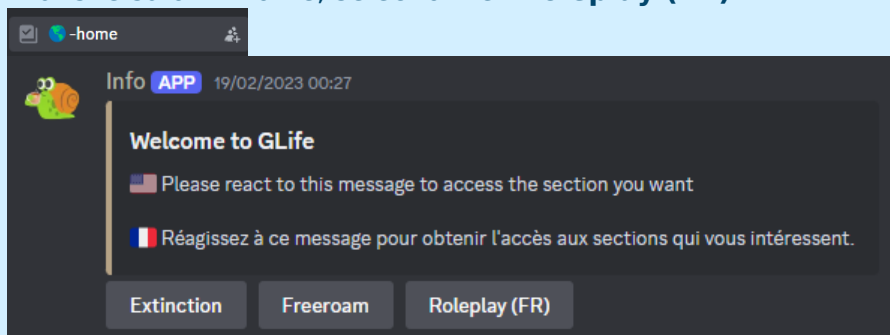 -home
Info APP 19/02/2023 00:27
Welcome to GLife
Please react to this message to access the section you want
Réagissez à ce message pour obtenir l'accès aux sections qui vous intéressent.
Extinction Freeroam Roleplay (FR)